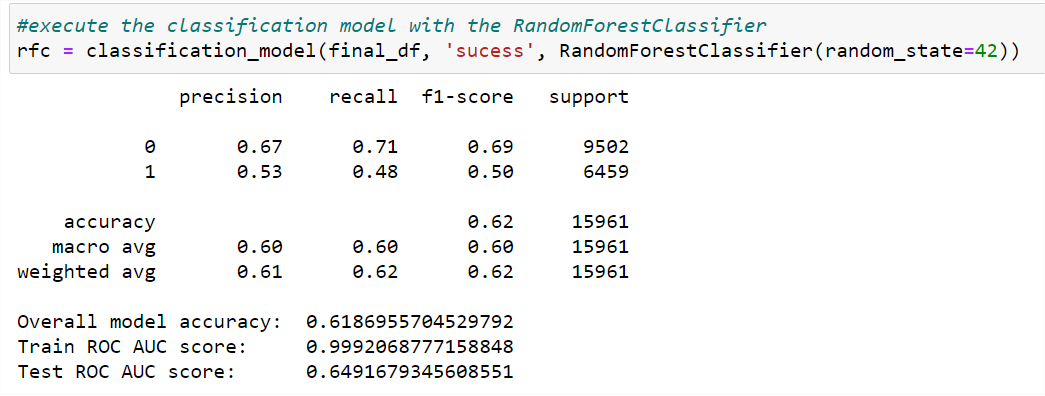 #execute the classification model with the RandomForestClassifier
rfc = classification_model(final_df, 'sucess', RandomForestClassifier(random_state=42))
precision recall f1-score support
0 0.67 0.71 0.69 9502
1 0.53 0.48 0.50 6459
accuracy 0.62 15961
macro avg 0.60 0.60 0.60 15961
weighted avg 0.61 0.62 0.62 15961
Overall model accuracy: 0.6186955704529792
Train ROC AUC score: 0.9992068777158848
Test ROC AUC score: 0.6491679345608551